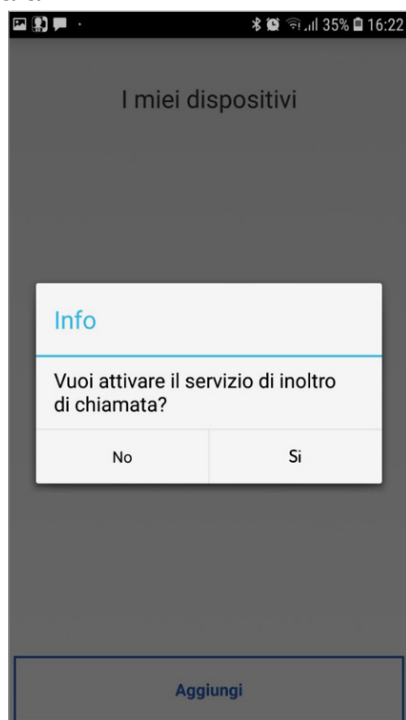 35% 16:22
I miei dispositivi
Info
Vuoi attivare il servizio di inoltro
di chiamata?
No Si
Aggiungi